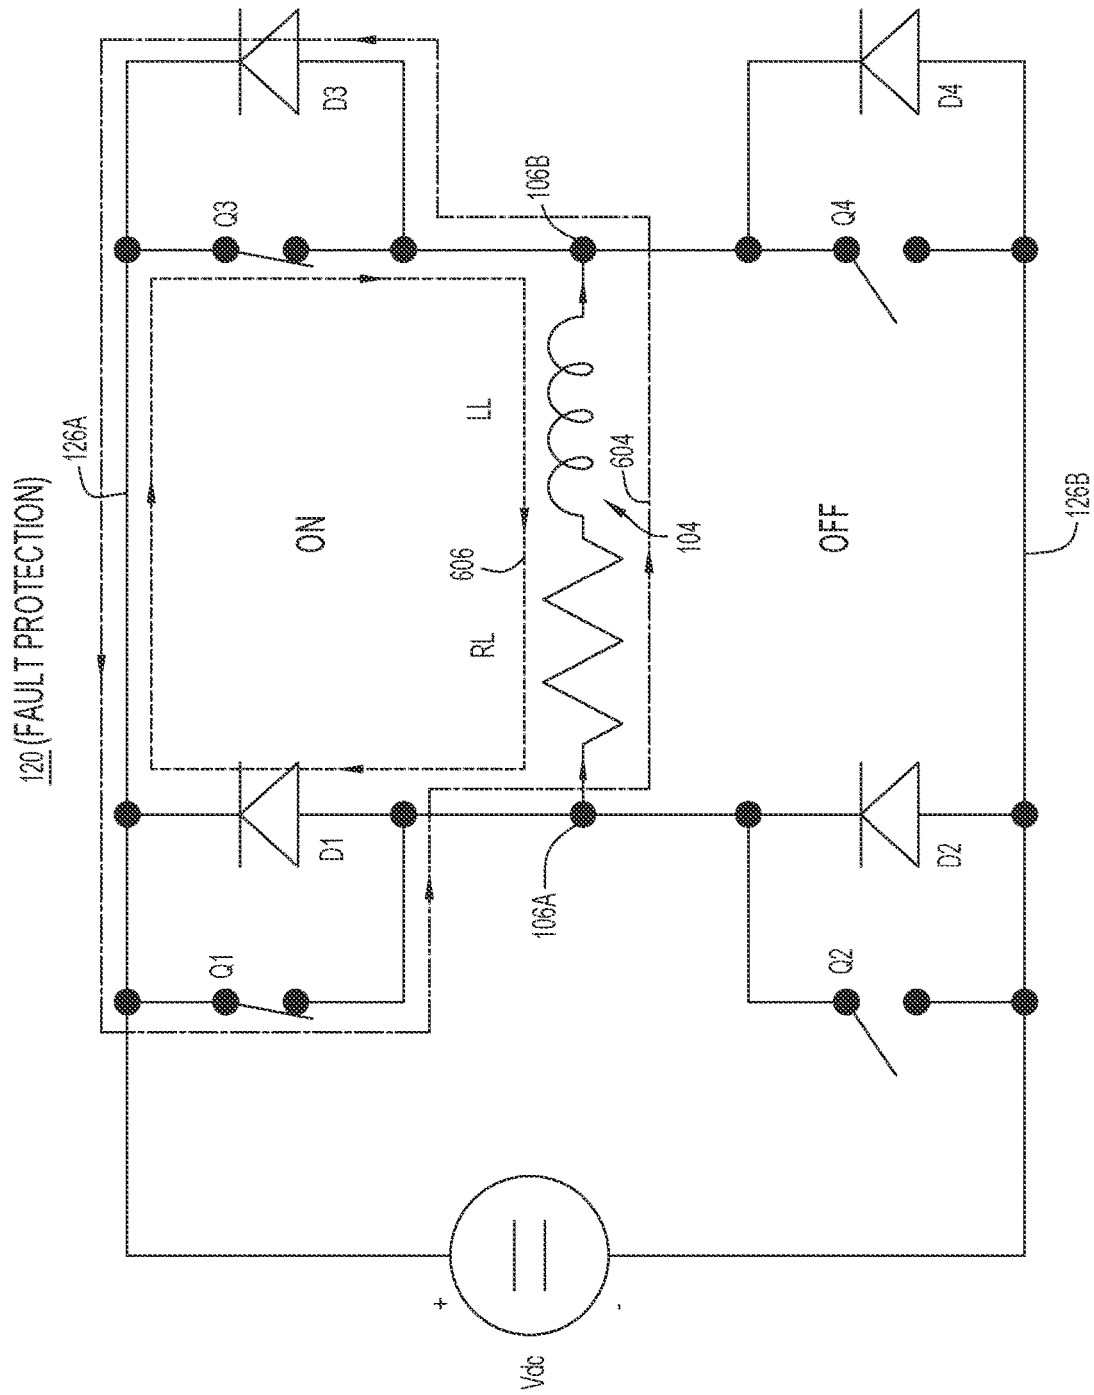 120 (FAULT PROTECTION)
126A
Q1
D1
Q3
D3
ON
606
RL
LL
106A
106B
604
104
Vdc
+
-
OFF
Q2
D2
Q4
D4
126B